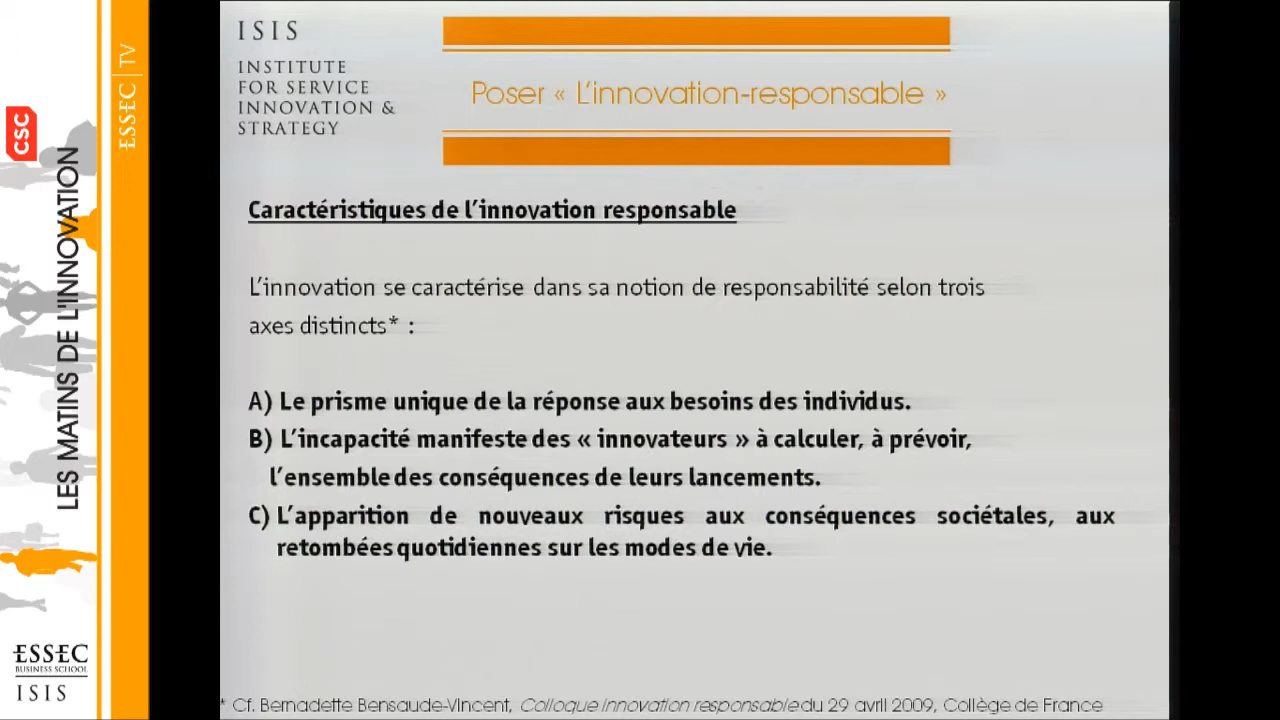 CSC
LES MATINS DE L'INNOVATION
ESSEC | TV
ESSEC
BUSINESS SCHOOL
ISIS
ISIS
INSTITUTE
FOR SERVICE
INNOVATION &
STRATEGY
Poser « L'innovation-responsable »
Caractéristiques de l'innovation responsable
L'innovation se caractérise dans sa notion de responsabilité selon trois
axes distincts* :
A) Le prisme unique de la réponse aux besoins des individus.
B) L'incapacité manifeste des « innovateurs » à calculer, à prévoir,
l'ensemble des conséquences de leurs lancements.
C) L'apparition de nouveaux risques aux conséquences sociétales, aux
retombées quotidiennes sur les modes de vie.
* Cf. Bernadette Bensaude-Vincent, Colloque innovation responsable du 29 avril 2009, Collège de France